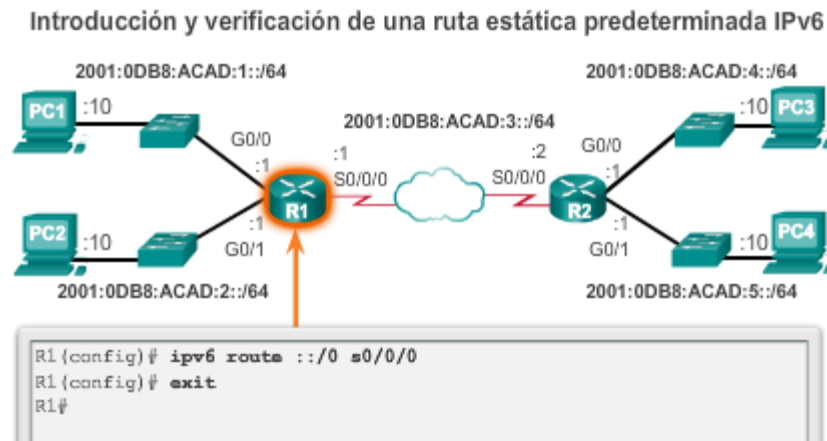 Introducción y verificación de una ruta estática predeterminada IPv6
2001:0DB8:ACAD:1::/64
2001:0DB8:ACAD:4::/64
PC1
:10
:10
PC3
2001:0DB8:ACAD:3::/64
G0/0
:1
:1
S0/0/0
:2
S0/0/0
G0/0
:1
R1
R2
PC2
:10
:1
G0/1
:1
G0/1
:10
PC4
2001:0DB8:ACAD:2::/64
2001:0DB8:ACAD:5::/64
R1(config)# ipv6 route ::/0 s0/0/0
R1(config)# exit
R1#